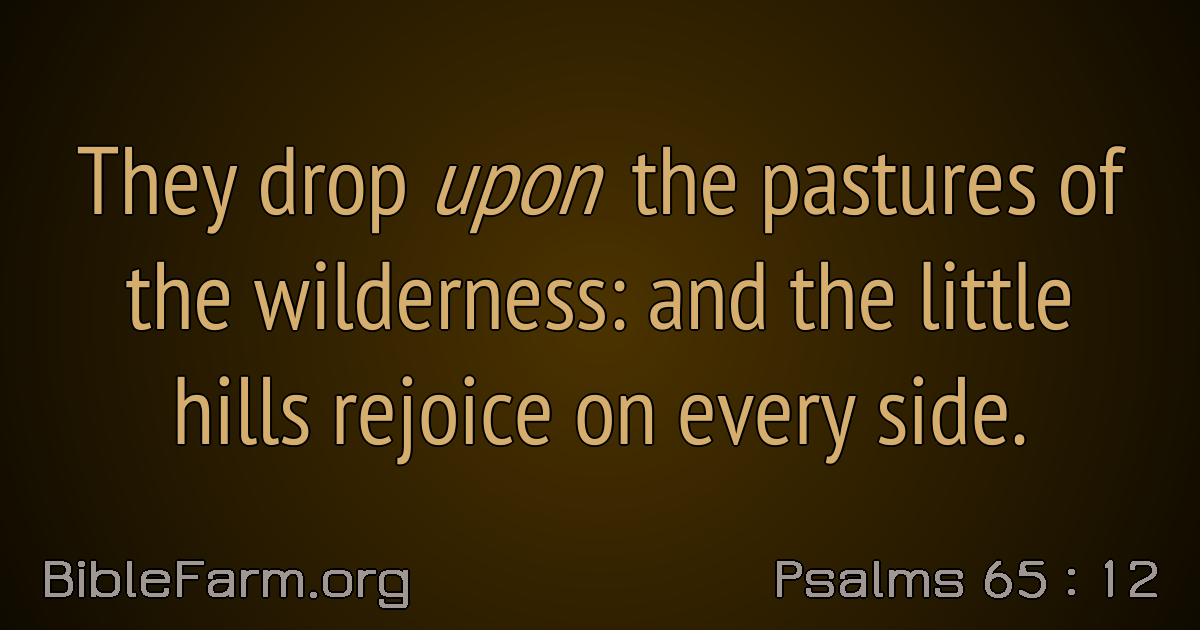 They drop upon the pastures of
the wilderness: and the little
hills rejoice on every side.
BibleFarm.org
Psalms 65 : 12